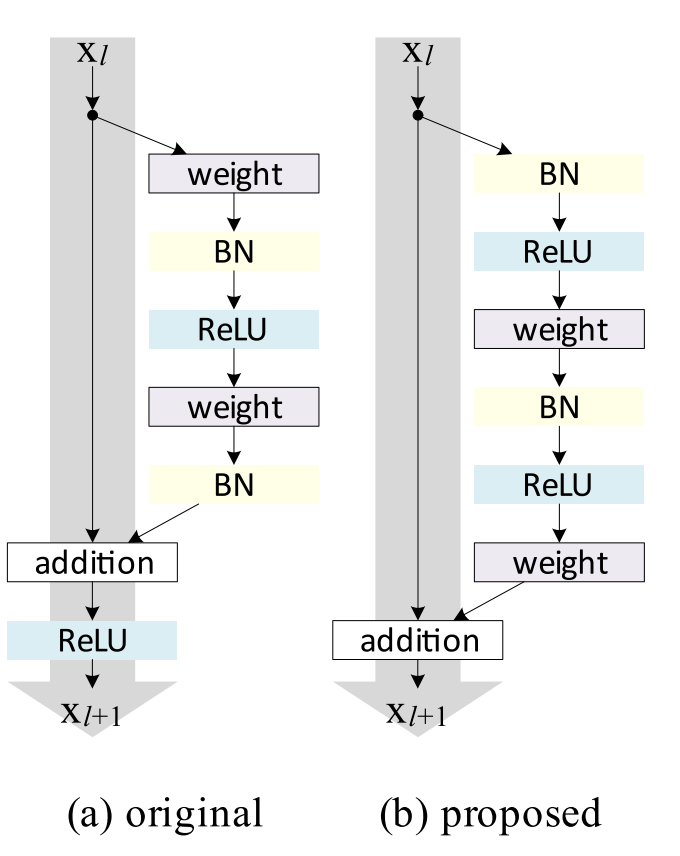 x_l
weight
BN
ReLU
weight
BN
addition
ReLU
x_{l+1}
(a) original
x_l
BN
ReLU
weight
BN
ReLU
weight
addition
x_{l+1}
(b) proposed